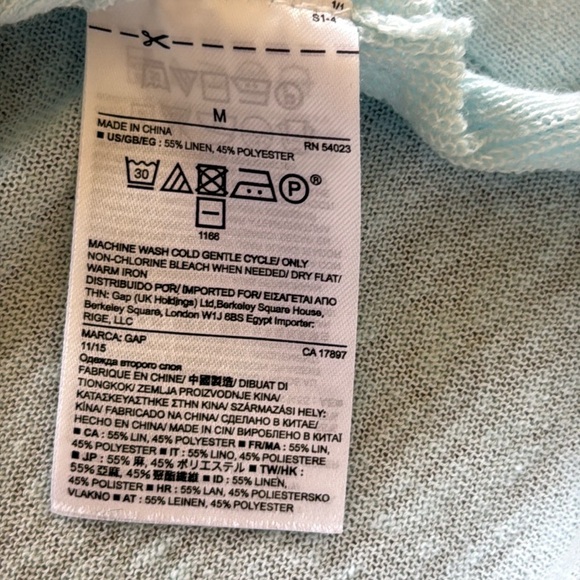 1/1
S1-4
M
MADE IN CHINA RN 54023
■ US/GB/EG : 55% LINEN, 45% POLYESTER
30 P ®
1166
MACHINE WASH COLD GENTLE CYCLE/ ONLY
NON-CHLORINE BLEACH WHEN NEEDED/ DRY FLAT/
WARM IRON
DISTRIBUIDO POR/ IMPORTED FOR/ ΕΙΣΑΓΕΤΑΙ ΑΠΟ
ΤΗΝ: Gap (UK Holdings) Ltd,Berkeley Square House,
Berkeley Square, London W1J 6BS Egypt Importer:
RIGE, LLC
MARCA: GAP CA 17897
11/15
Одежда второго слоя
FABRIQUE EN CHINE/ 中國製造/ DIBUAT DI
TIONGKOK/ ZEMLJA PROIZVODNJE KINA/
ΚΑΤΑΣΚΕΥΑΣΤΗΚΕ ΣΤΗΝ ΚΙΝΑ/ SZÁRMAZÁSI HELY:
KÍNA/ FABRICADO NA CHINA/ СДЕЛАНО В КИТАЕ/
HECHO EN CHINA/ MADE IN CIN/ ВИРОБЛЕНО В КИТАЇ
■ CA : 55% LIN, 45% POLYESTER ■ FR/MA : 55% LIN,
45% POLYESTER ■ IT : 55% LINO, 45% POLIESTERE
■ JP : 55% 麻, 45% ポリエステル ■ TW/HK :
55% 亞麻, 45% 聚酯纖維 ■ ID : 55% LINEN,
45% POLISTER ■ HR : 55% LAN, 45% POLIESTERSKO
VLAKNO ■ AT : 55% LEINEN, 45% POLYESTER